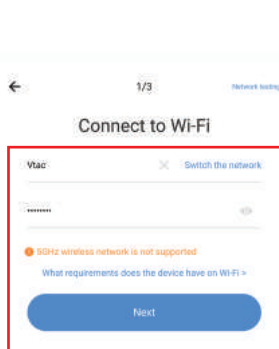 1/3 Network testing
Connect to Wi-Fi
Vtac Switch the network
••••••••
5GHz wireless network is not supported
What requirements does the device have on Wi-Fi >
Next